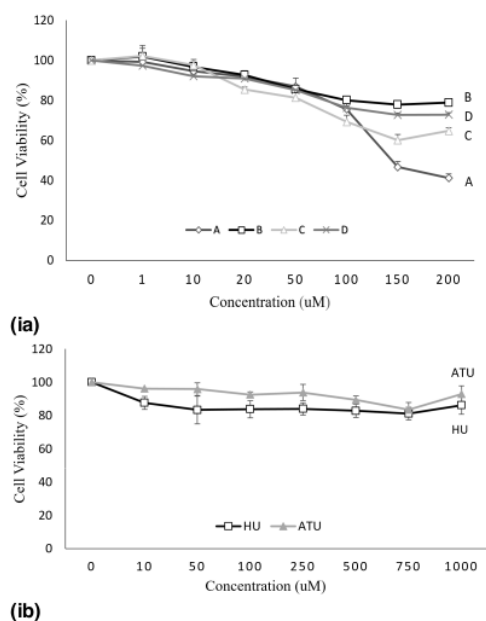 120
100
80
60
40
20
0
Cell Viability (%)
B
D
C
A
A B C D
0 1 10 20 50 100 150 200
Concentration (uM)
(ia)
120
100
80
60
40
20
0
Cell Viability (%)
ATU
HU
HU ATU
0 10 50 100 250 500 750 1000
Concentration (uM)
(ib)